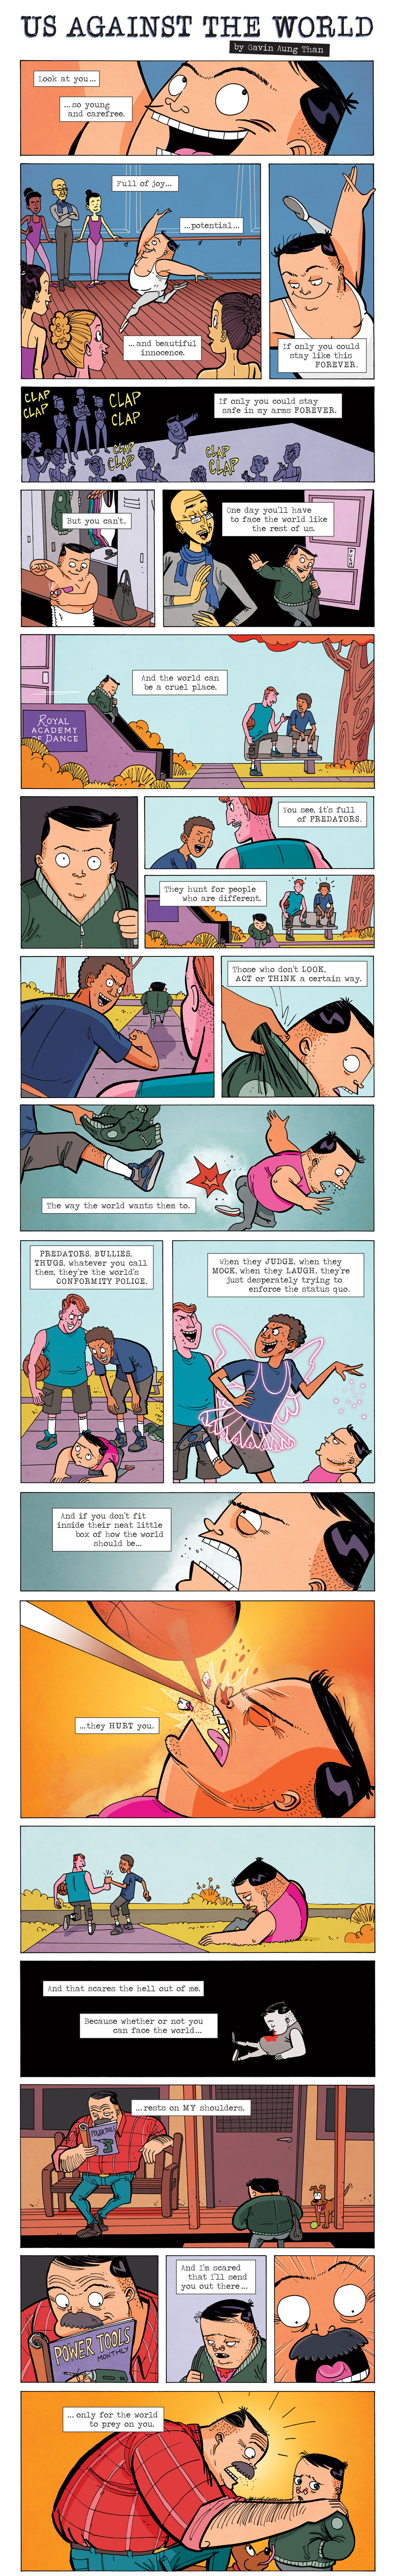 US AGAINST THE WORLD
by Gavin Aung Than
Look at you...
...so young
and carefree.
Full of joy...
...potential...
...and beautiful
innocence.
If only you could
stay like this
FOREVER.
CLAP
CLAP
CLAP
CLAP
CLAP
CLAP
CLAP
CLAP
If only you could stay
safe in my arms FOREVER.
But you can't.
One day you'll have
to face the world like
the rest of us.
And the world can
be a cruel place.
ROYAL
ACADEMY
OF DANCE
You see, it's full
of PREDATORS.
They hunt for people
who are different.
Those who don't LOOK,
ACT or THINK a certain way.
The way the world wants them to.
PREDATORS, BULLIES,
THUGS, whatever you call
them, they're the world's
CONFORMITY POLICE.
When they JUDGE, when they
MOCK, when they LAUGH, they're
just desperately trying to
enforce the status quo.
And if you don't fit
inside their neat little
box of how the world
should be...
...they HURT you.
And that scares the hell out of me.
Because whether or not you
can face the world...
...rests on MY shoulders.
POWER TOOLS
POWER TOOLS
MONTHLY
And I'm scared
that I'll send
you out there...
...only for the world
to prey on you.